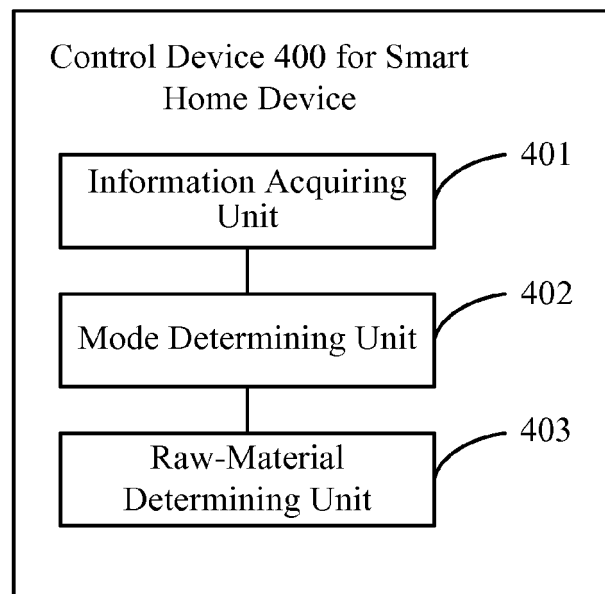 Control Device 400 for Smart
Home Device
401
Information Acquiring
Unit
402
Mode Determining Unit
403
Raw-Material
Determining Unit